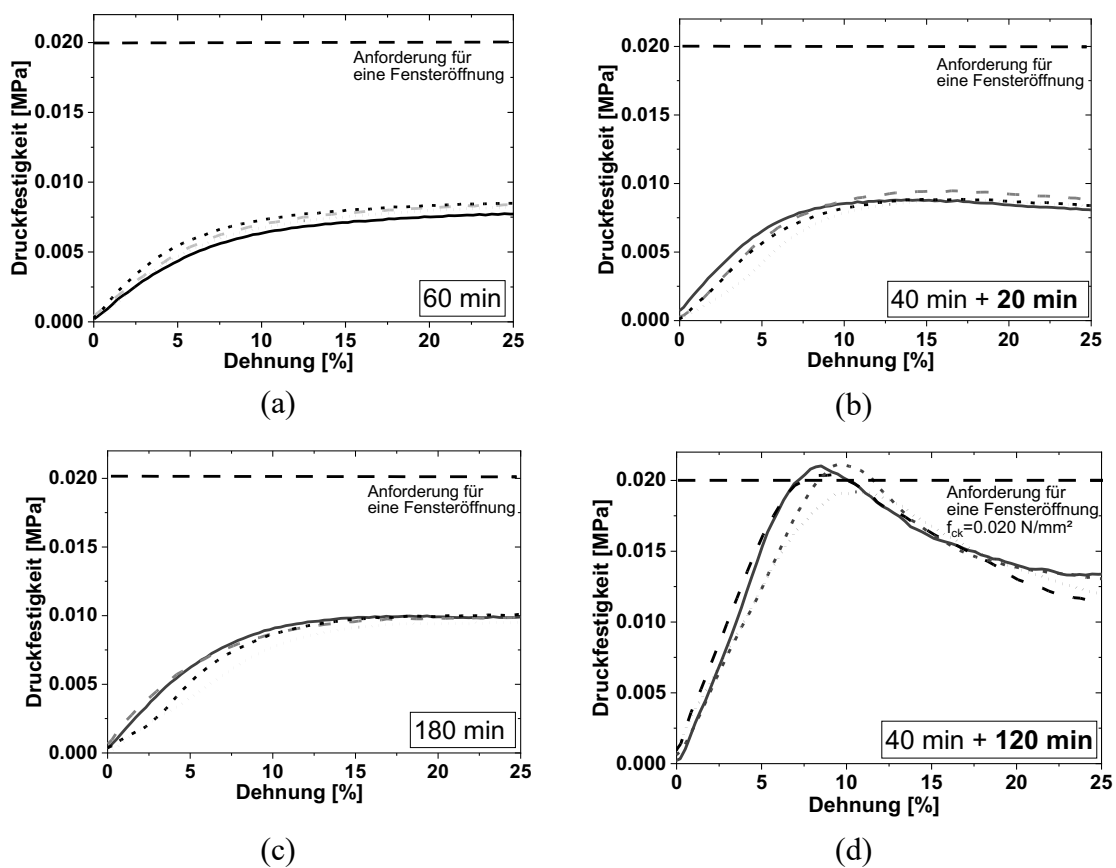 Druckfestigkeit [MPa]
0.020
0.015
0.010
0.005
0.000
Anforderung für
eine Fensteröffnung
60 min
0 5 10 15 20 25
Dehnung [%]
(a)
Druckfestigkeit [MPa]
0.020
0.015
0.010
0.005
0.000
Anforderung für
eine Fensteröffnung
40 min + 20 min
0 5 10 15 20 25
Dehnung [%]
(b)
Druckfestigkeit [MPa]
0.020
0.015
0.010
0.005
0.000
Anforderung für
eine Fensteröffnung
180 min
0 5 10 15 20 25
Dehnung [%]
(c)
Druckfestigkeit [MPa]
0.020
0.015
0.010
0.005
0.000
Anforderung für
eine Fensteröffnung
fck=0.020 N/mm²
40 min + 120 min
0 5 10 15 20 25
Dehnung [%]
(d)